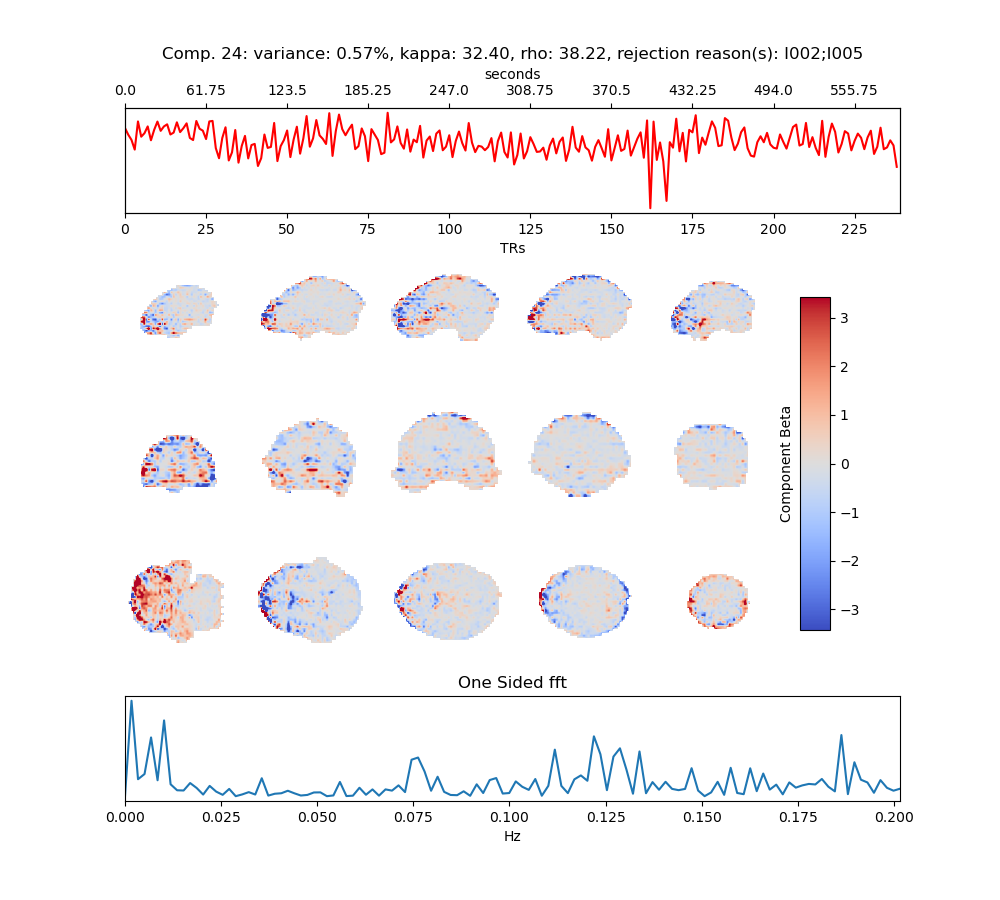 Comp. 24: variance: 0.57%, kappa: 32.40, rho: 38.22, rejection reason(s): I002;I005
seconds
0.0 61.75 123.5 185.25 247.0 308.75 370.5 432.25 494.0 555.75
0 25 50 75 100 125 150 175 200 225
TRs
3
2
1
0
−1
−2
−3
Component Beta
One Sided fft
0.000 0.025 0.050 0.075 0.100 0.125 0.150 0.175 0.200
Hz